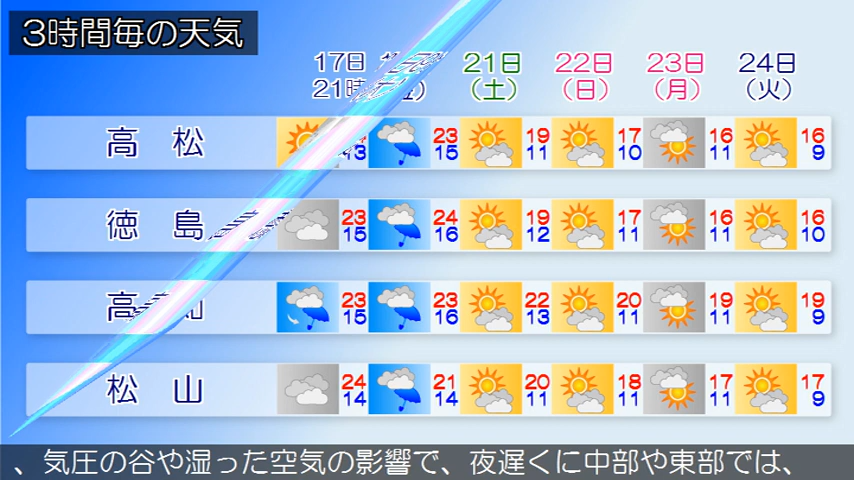 3時間毎の天気
17日 21日 22日 23日 24日
21時 (土) (日) (月) (火)
高松 13 23 15 19 11 17 10 16 11 16 9
徳島 23 15 24 16 19 12 17 11 16 11 16 10
高 23 15 23 16 22 13 20 11 19 11 19 9
松山 24 14 21 14 20 11 18 11 17 11 17 9
、気圧の谷や湿った空気の影響で、夜遅くに中部や東部では、